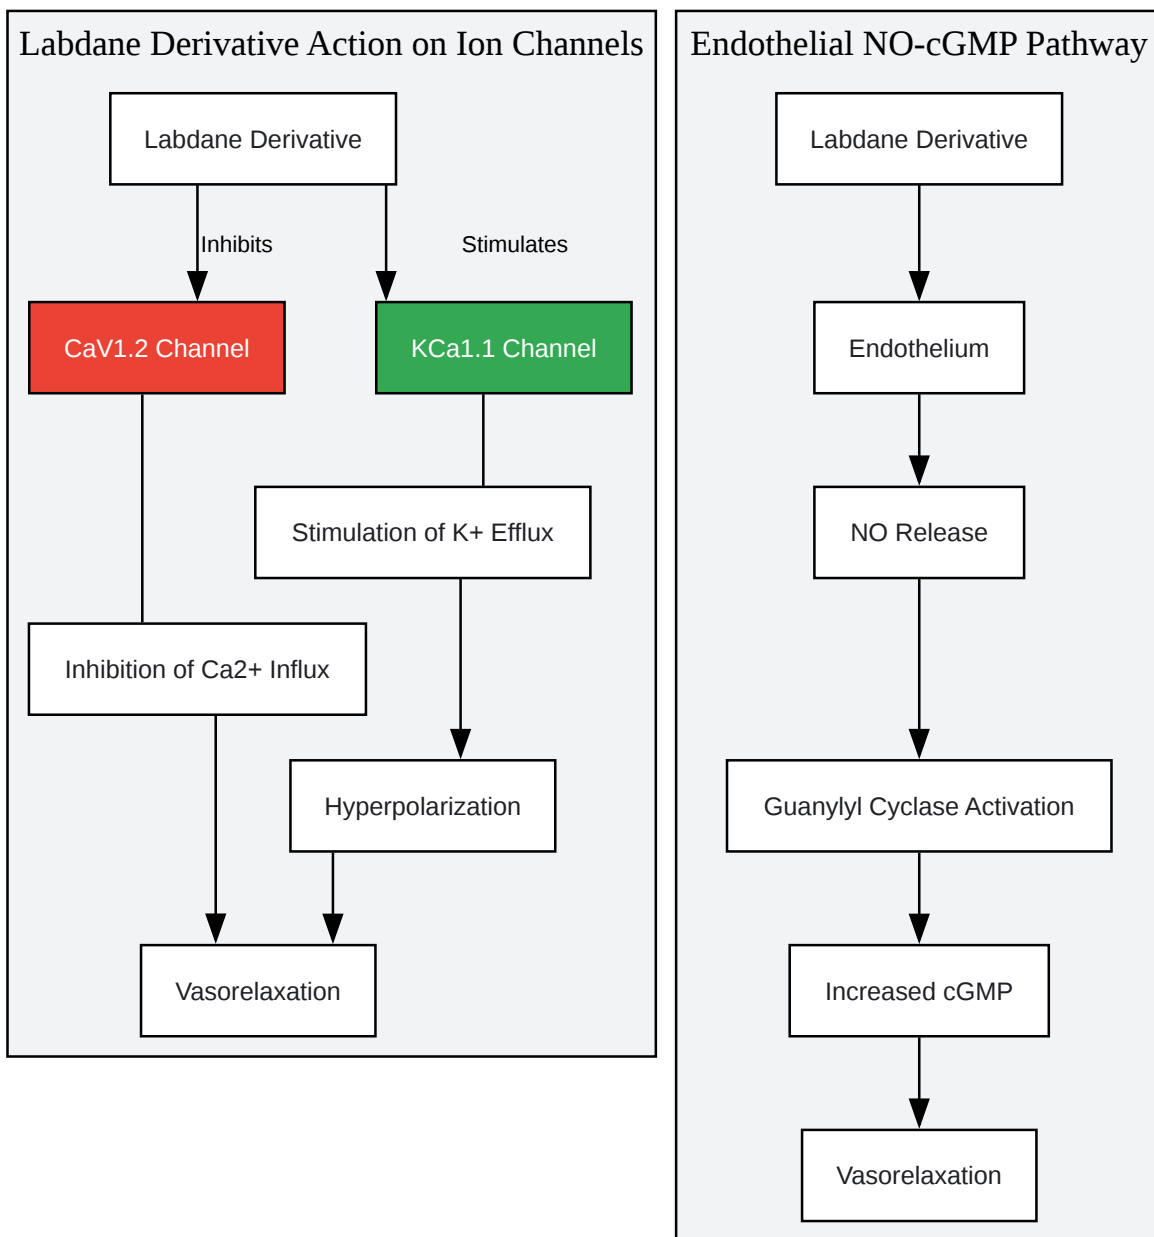 Labdane Derivative Action on Ion Channels
Labdane Derivative
Inhibits
Stimulates
CaV1.2 Channel
KCa1.1 Channel
Stimulation of K+ Efflux
Inhibition of Ca2+ Influx
Hyperpolarization
Vasorelaxation
Endothelial NO-cGMP Pathway
Labdane Derivative
Endothelium
NO Release
Guanylyl Cyclase Activation
Increased cGMP
Vasorelaxation